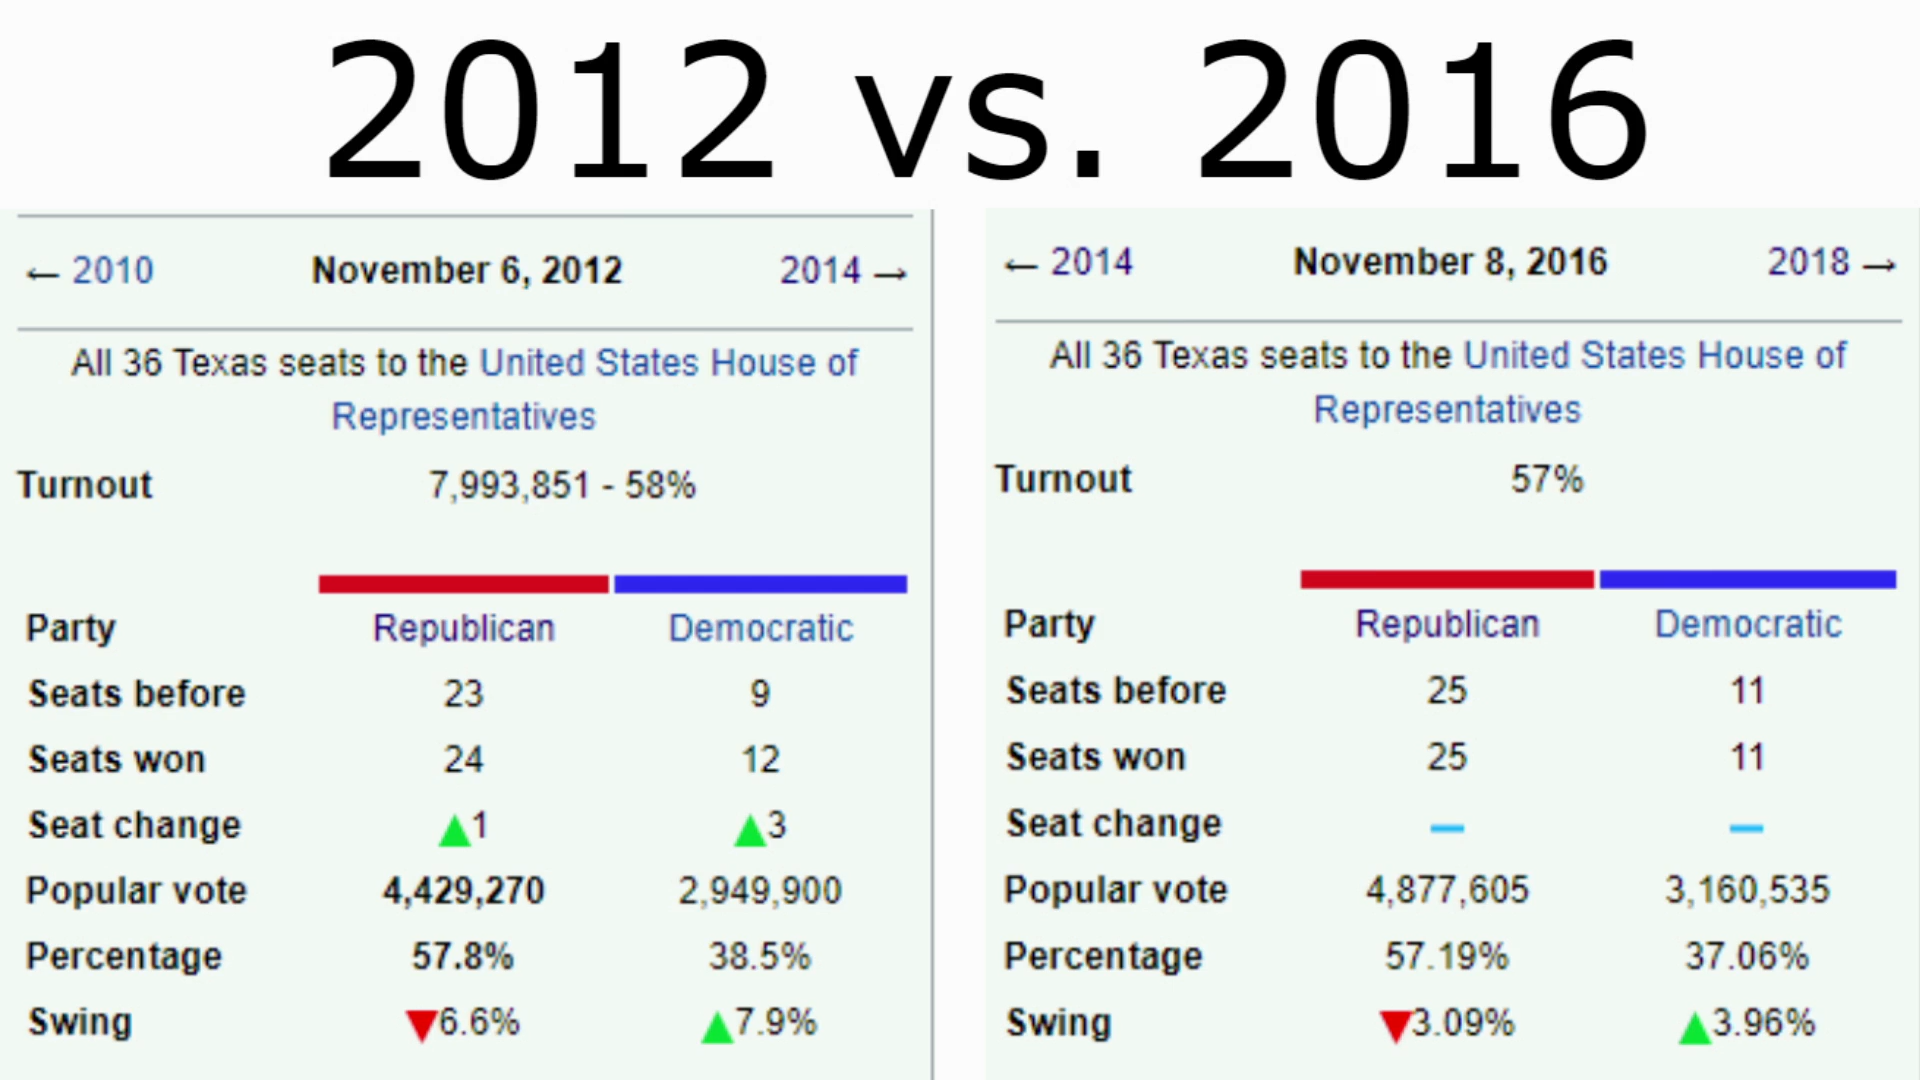 2012 vs. 2016
← 2010 November 6, 2012 2014 →
All 36 Texas seats to the United States House of
Representatives
Turnout 7,993,851 - 58%
Party Republican Democratic
Seats before 23 9
Seats won 24 12
Seat change ▲1 ▲3
Popular vote 4,429,270 2,949,900
Percentage 57.8% 38.5%
Swing ▼6.6% ▲7.9%
← 2014 November 8, 2016 2018 →
All 36 Texas seats to the United States House of
Representatives
Turnout 57%
Party Republican Democratic
Seats before 25 11
Seats won 25 11
Seat change — —
Popular vote 4,877,605 3,160,535
Percentage 57.19% 37.06%
Swing ▼3.09% ▲3.96%